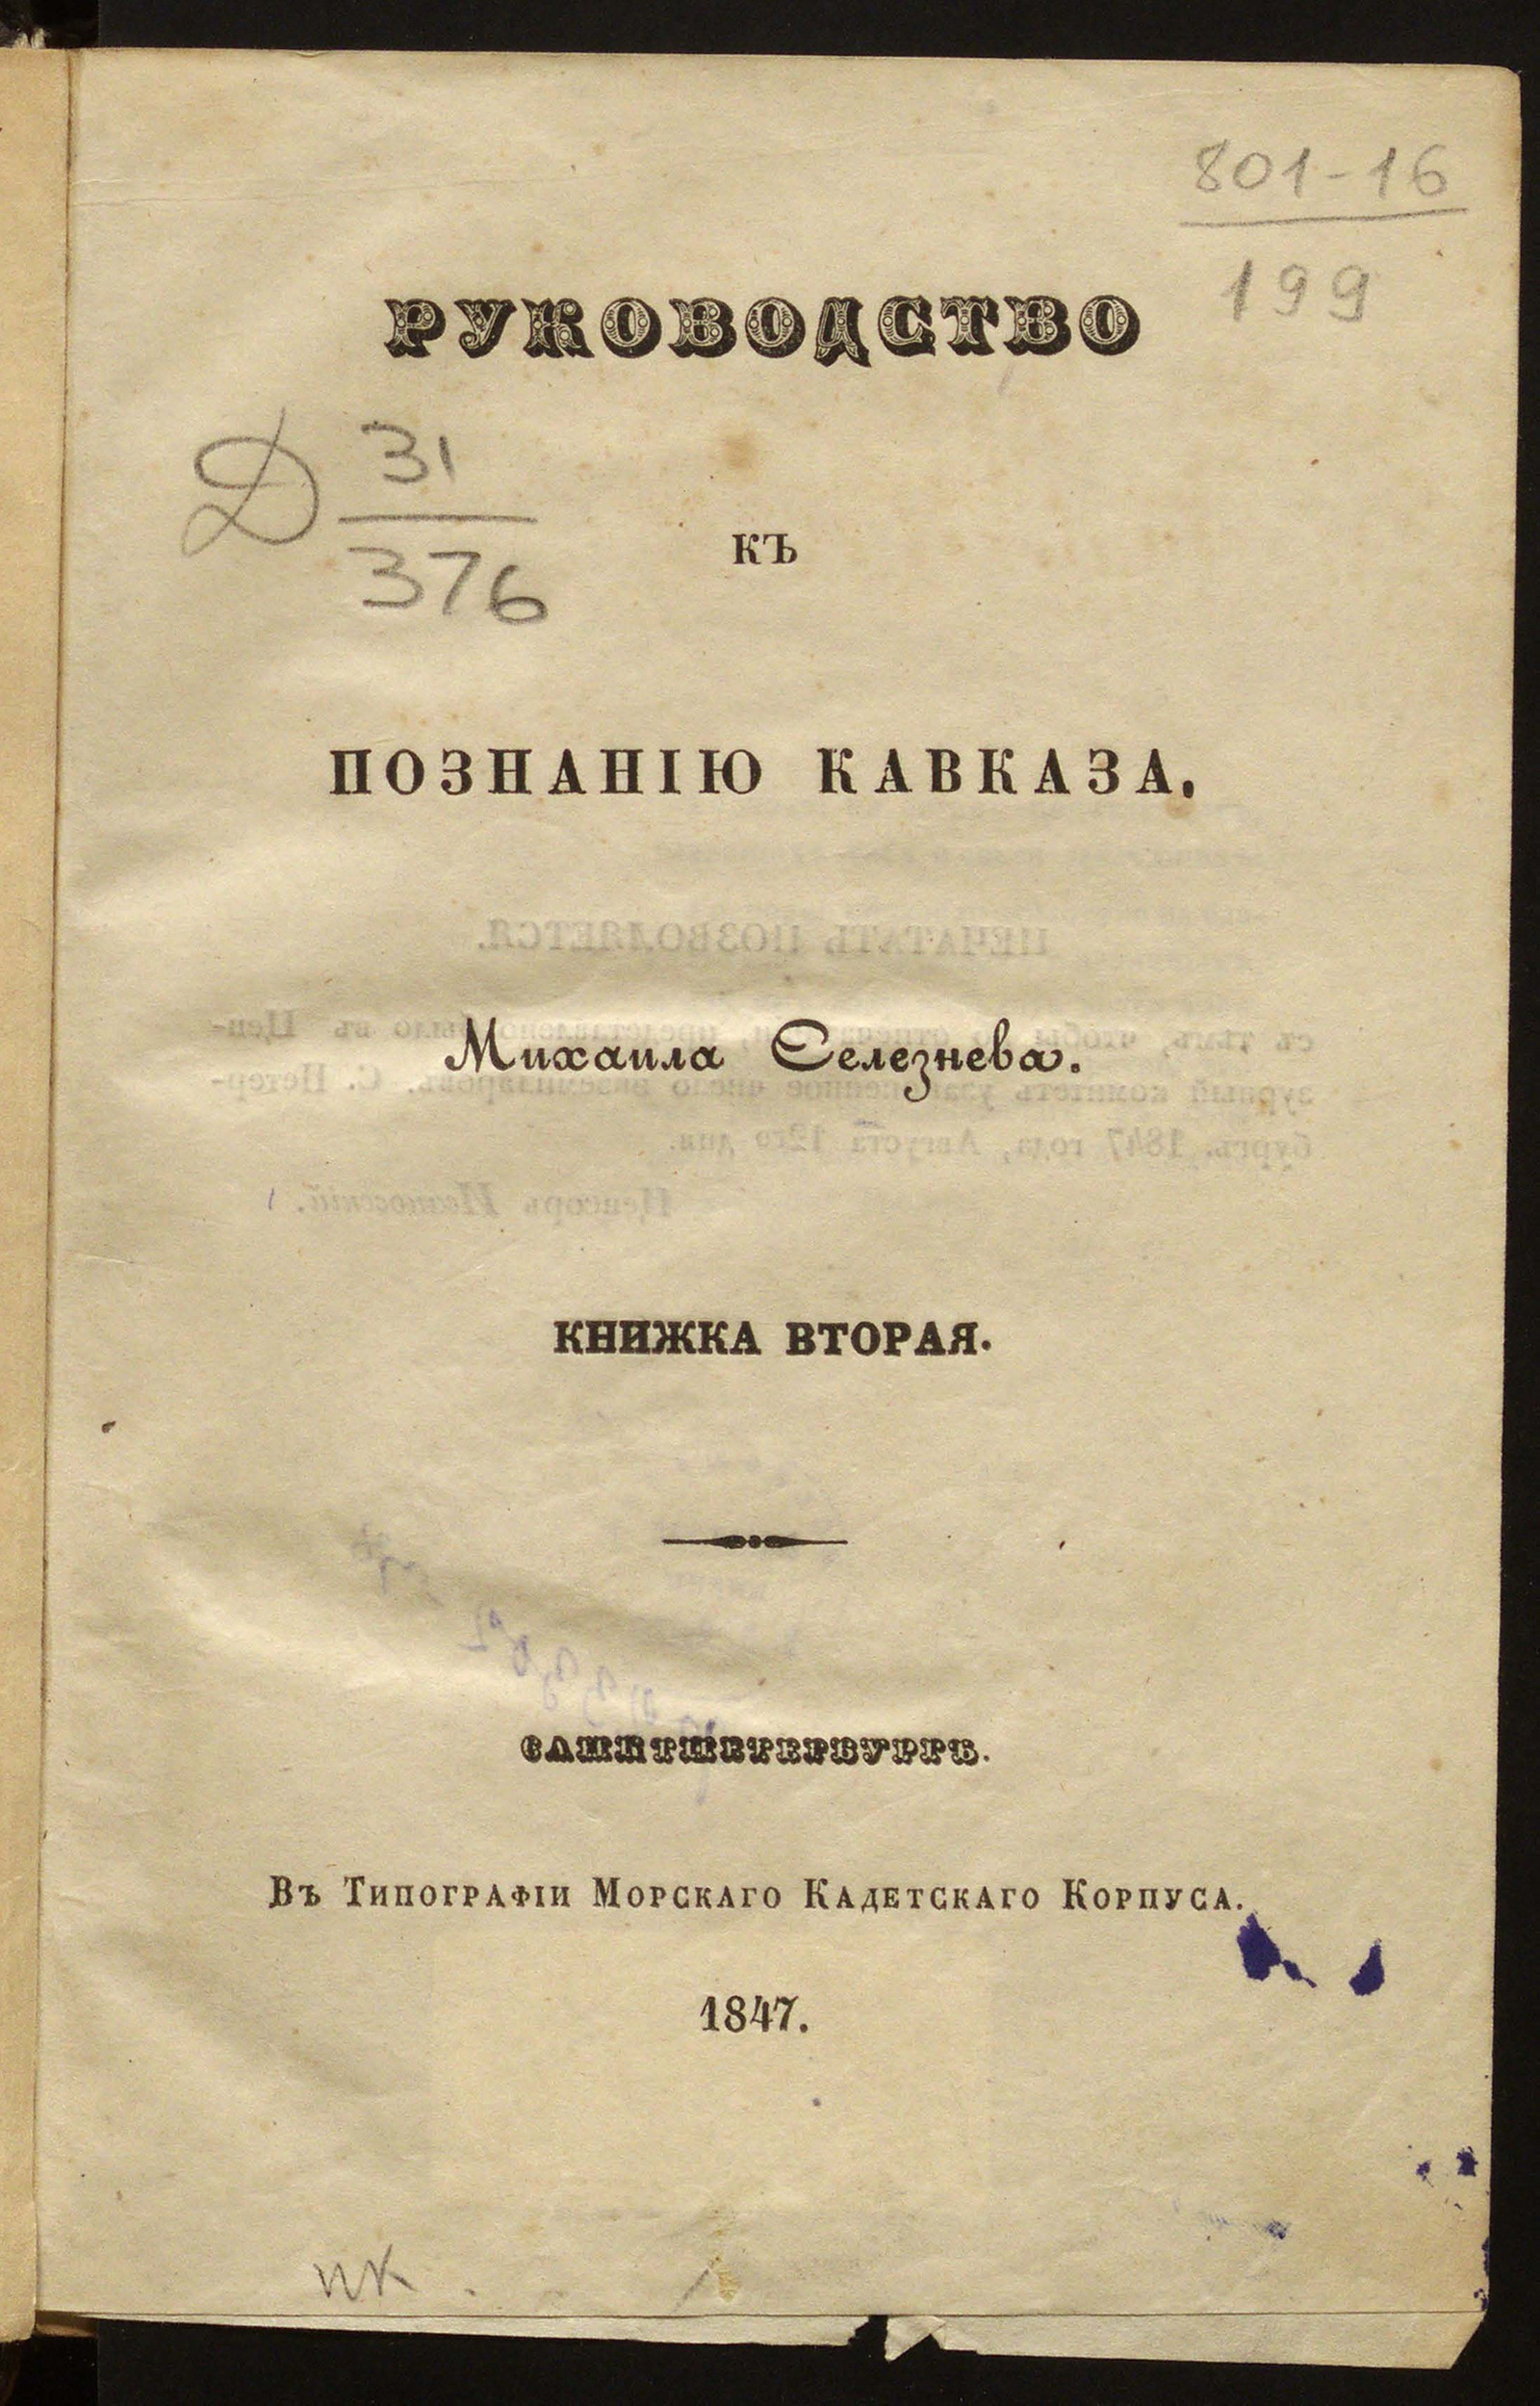 801-16
199
РУКОВОДСТВО
Д 31
376
КЪ
ПОЗНАНІЮ КАВКАЗА.
Михаила Селезнева.
КНИЖКА ВТОРАЯ.
САНКТПЕТЕРБУРГЪ.
Въ Типографіи Морскаго Кадетскаго Корпуса.
1847.